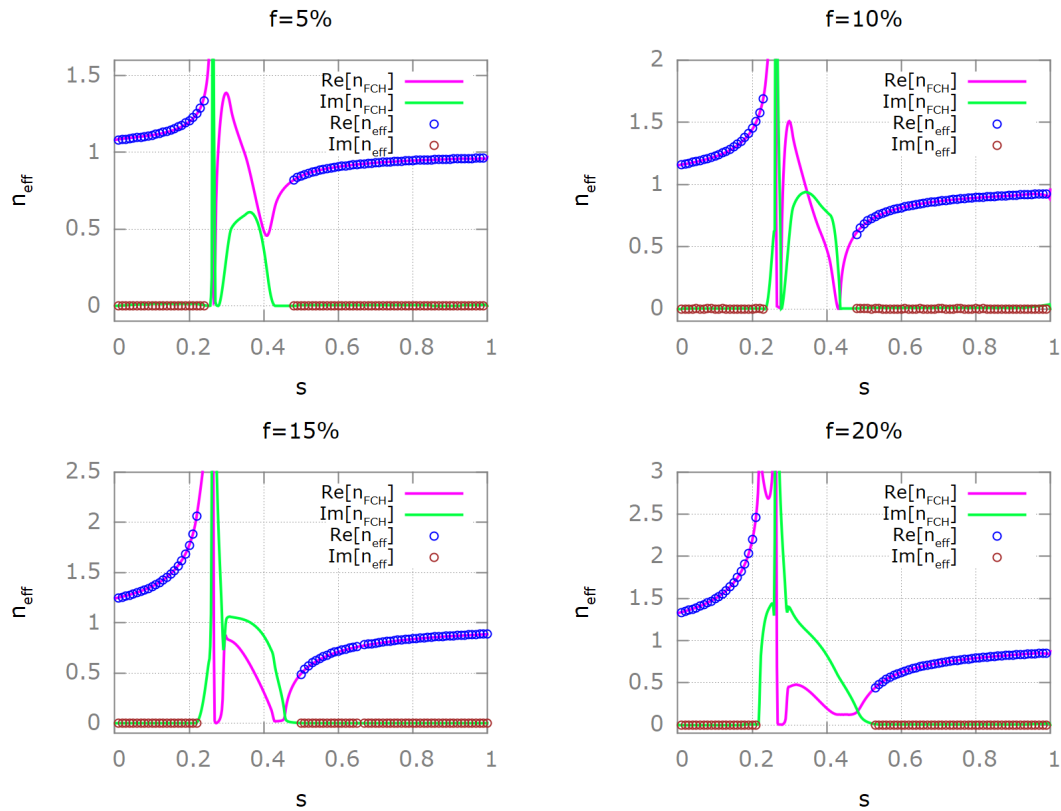 f=5%
1.5
1
0.5
0
n_eff
Re[n_FCH]
Im[n_FCH]
Re[n_eff]
Im[n_eff]
0 0.2 0.4 0.6 0.8 1
s
f=10%
2
1.5
1
0.5
0
n_eff
Re[n_FCH]
Im[n_FCH]
Re[n_eff]
Im[n_eff]
0 0.2 0.4 0.6 0.8 1
s
f=15%
2.5
2
1.5
1
0.5
0
n_eff
Re[n_FCH]
Im[n_FCH]
Re[n_eff]
Im[n_eff]
0 0.2 0.4 0.6 0.8 1
s
f=20%
3
2.5
2
1.5
1
0.5
0
n_eff
Re[n_FCH]
Im[n_FCH]
Re[n_eff]
Im[n_eff]
0 0.2 0.4 0.6 0.8 1
s